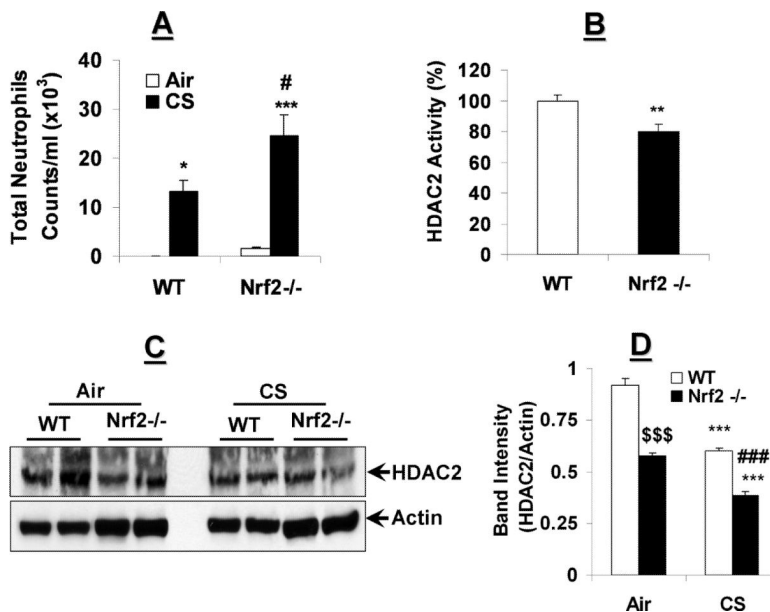 A
Total Neutrophils
Counts/ml (x10³)
40
30
20
10
0
Air
CS
*
#
***
WT
Nrf2-/-
B
HDAC2 Activity (%)
120
100
80
60
40
20
0
**
WT
Nrf2 -/-
C
Air
CS
WT
Nrf2-/-
WT
Nrf2-/-
HDAC2
Actin
D
Band Intensity
(HDAC2/Actin)
1
0.75
0.5
0.25
0
WT
Nrf2 -/-
$$$
***
###
***
Air
CS